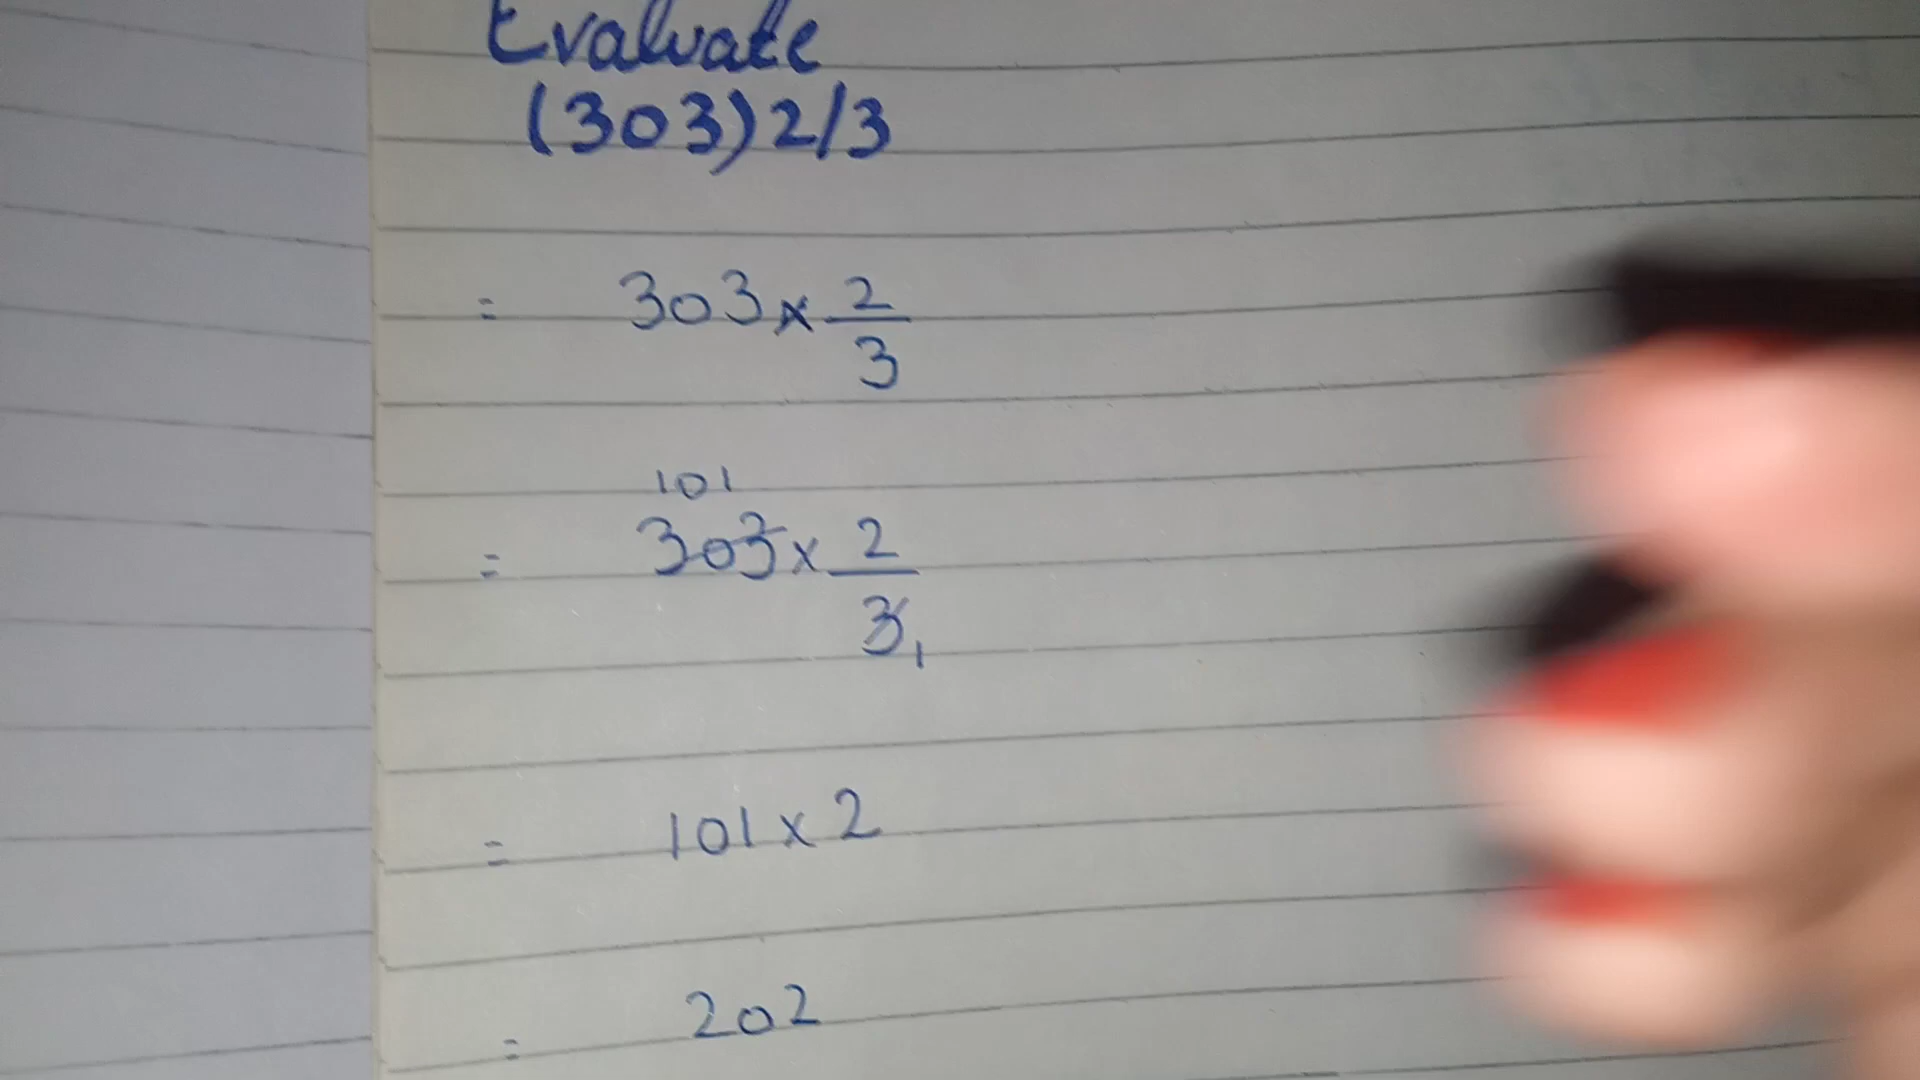 Evaluate
(303)2/3
= 303 × 2/3
101
= 303 × 2/3 1
= 101 × 2
= 202